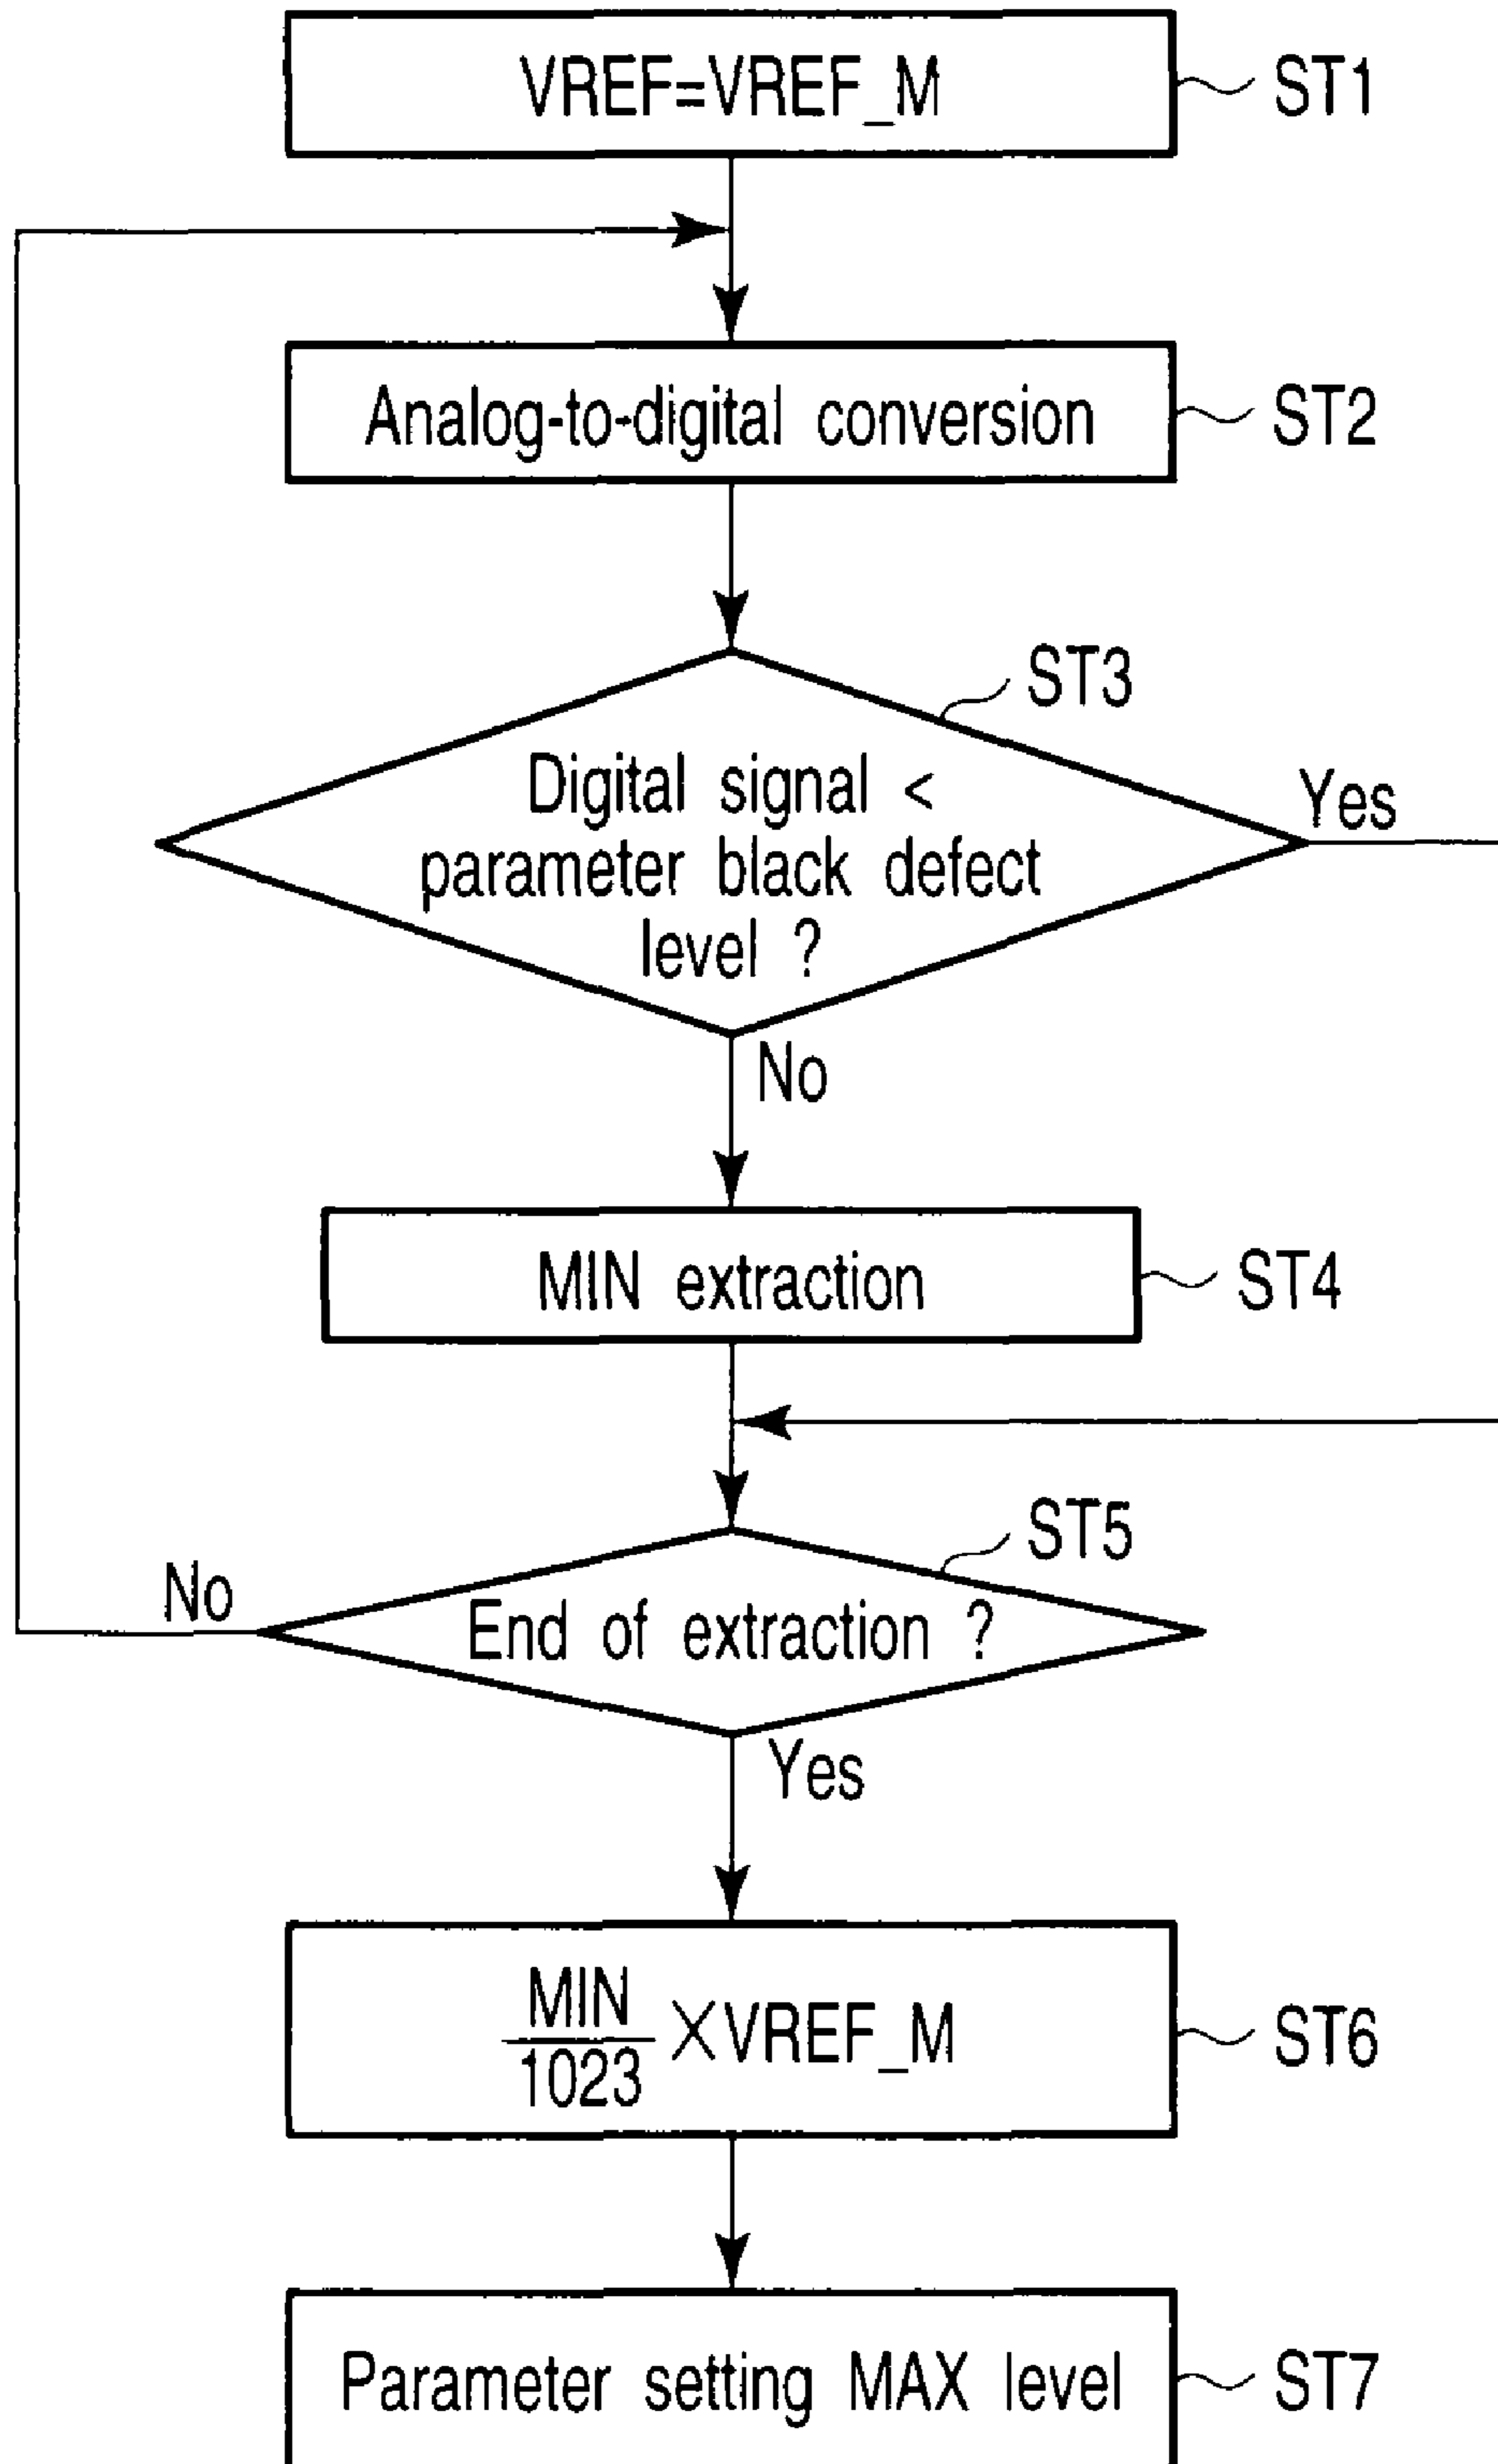 VREF=VREF_M
ST1
Analog-to-digital conversion
ST2
ST3
Digital signal <
parameter black defect
level ?
Yes
No
MIN extraction
ST4
ST5
No
End of extraction ?
Yes
MIN
1023
×VREF_M
ST6
Parameter setting MAX level
ST7